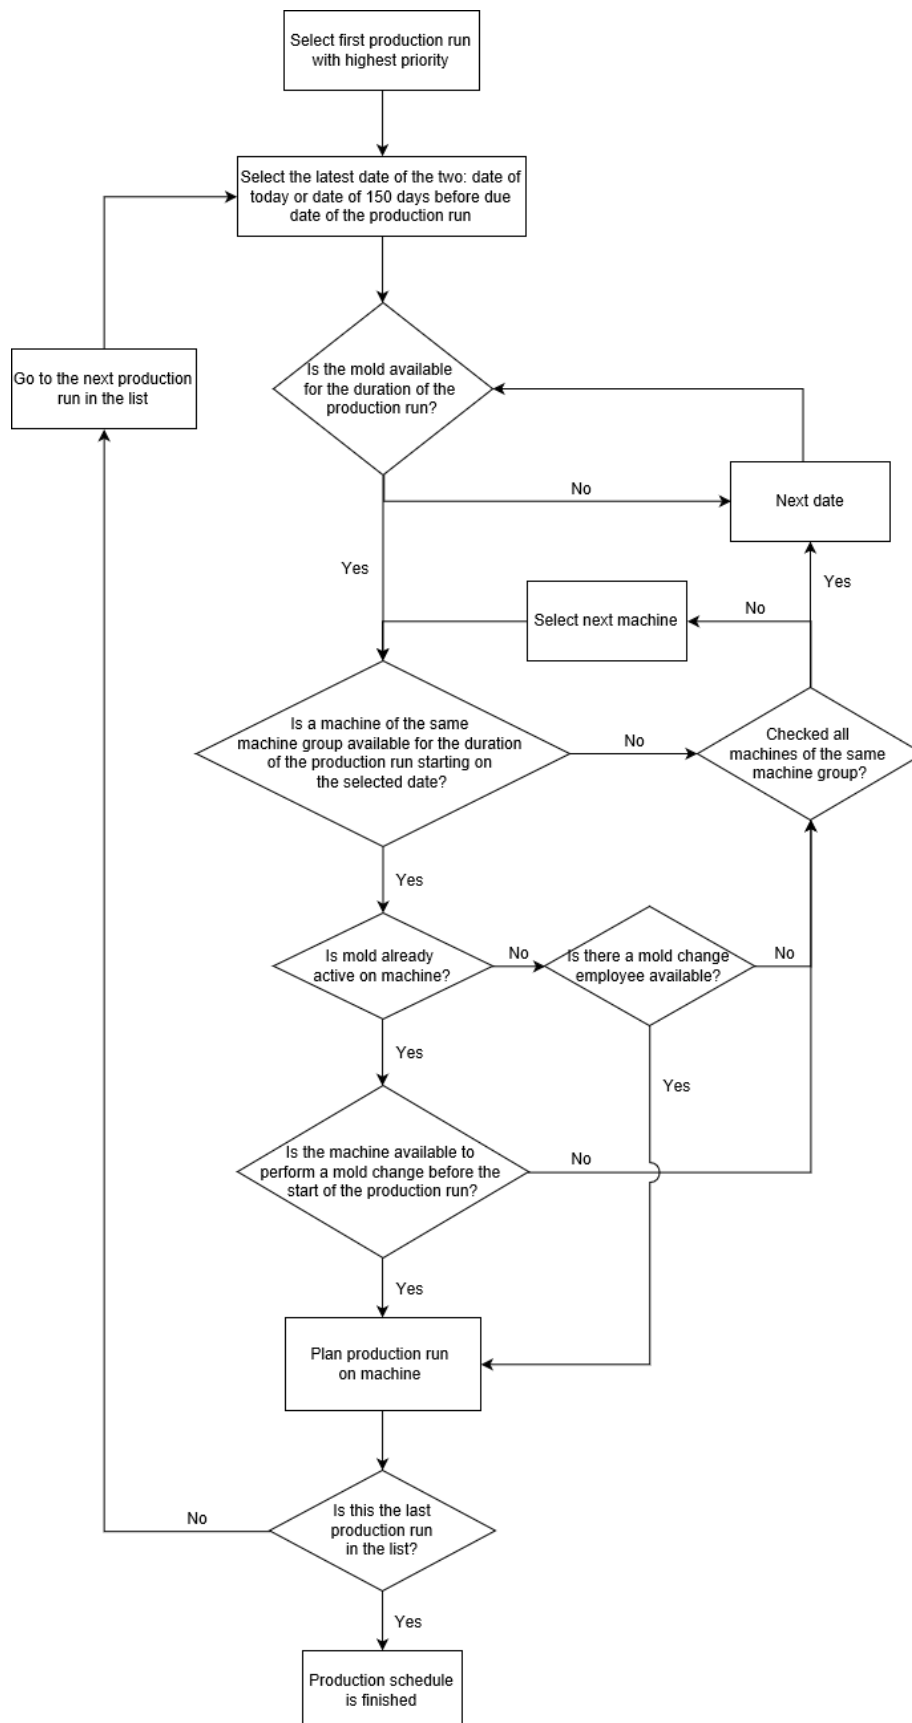 Select first production run
with highest priority
Select the latest date of the two: date of
today or date of 150 days before due
date of the production run
Go to the next production
run in the list
Is the mold available
for the duration of the
production run?
No
Next date
Yes
Yes
Select next machine
No
Is a machine of the same
machine group available for the duration
of the production run starting on
the selected date?
No
Checked all
machines of the same
machine group?
Yes
Is mold already
active on machine?
No
Is there a mold change
employee available?
No
Yes
Yes
Is the machine available to
perform a mold change before the
start of the production run?
No
Yes
Plan production run
on machine
Is this the last
production run
in the list?
No
Yes
Production schedule
is finished